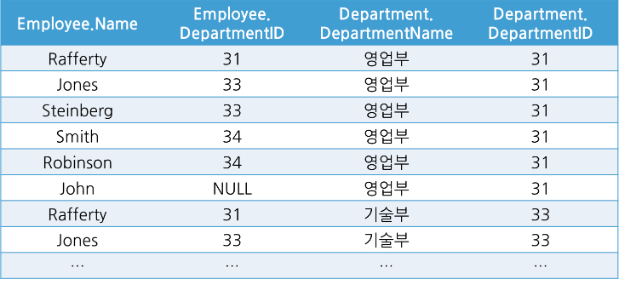 Employee.Name Employee.DepartmentID Department.DepartmentName Department.DepartmentID
Rafferty 31 영업부 31
Jones 33 영업부 31
Steinberg 33 영업부 31
Smith 34 영업부 31
Robinson 34 영업부 31
John NULL 영업부 31
Rafferty 31 기술부 33
Jones 33 기술부 33
... ... ... ...